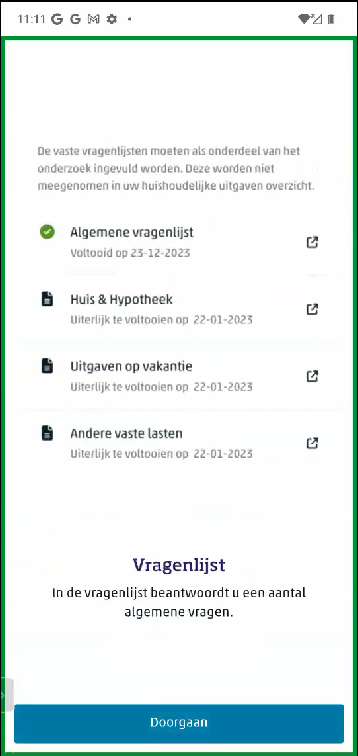 11:11 G G M
De vaste vragenlijsten moeten als onderdeel van het
onderzoek ingevuld worden. Deze worden niet
meegenomen in uw huishoudelijke uitgaven overzicht.
Algemene vragenlijst
Voltooid op 23-12-2023
Huis & Hypotheek
Uiterlijk te voltooien op 22-01-2023
Uitgaven op vakantie
Uiterlijk te voltooien op 22-01-2023
Andere vaste lasten
Uiterlijk te voltooien op 22-01-2023
Vragenlijst
In de vragenlijst beantwoordt u een aantal
algemene vragen.
Doorgaan